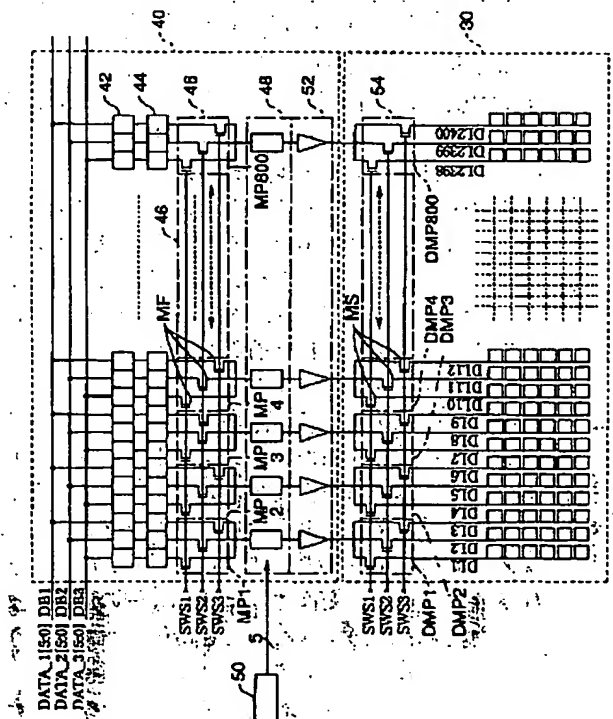 40
30
42
44
46
48
52
54
DATA_1[5:0] DB1
DATA_2[5:0] DB2
DATA_3[5:0] DB3
46
MF
SWS1
SWS2
SWS3
MP1
MP 2
MP 3
MP 4
MP800
50
5
MS
SWS1
SWS2
SWS3
DMP1
DMP2
DMP4
DMP3
DMP800
DL1
DL2
DL3
DL4
DL5
DL6
DL7
DL8
DL9
DL10
DL11
DL12
DL2398
DL2399
DL2400